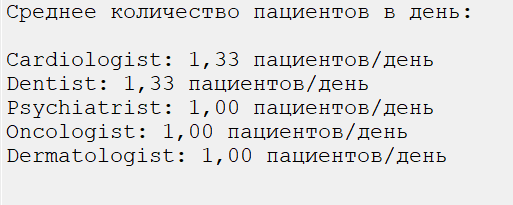 Среднее количество пациентов в день:
Cardiologist: 1,33 пациентов/день
Dentist: 1,33 пациентов/день
Psychiatrist: 1,00 пациентов/день
Oncologist: 1,00 пациентов/день
Dermatologist: 1,00 пациентов/день